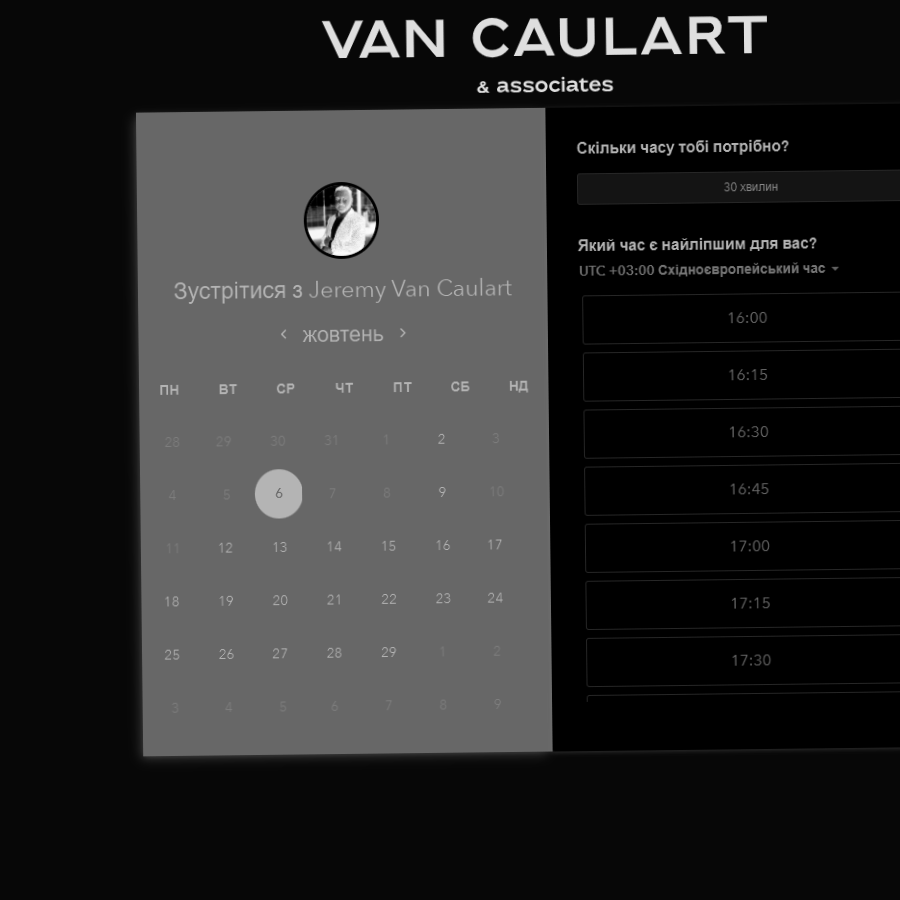 VAN CAULART
& associates
Зустрітися з Jeremy Van Caulart
жовтень
ПН ВТ СР ЧТ ПТ СБ НД
28 29 30 31 1 2 3
4 5 6 7 8 9 10
11 12 13 14 15 16 17
18 19 20 21 22 23 24
25 26 27 28 29 1 2
3 4 5 6 7 8 9
Скільки часу тобі потрібно?
30 хвилин
Який час є найліпшим для вас?
UTC +03:00 Східноєвропейський час
16:00
16:15
16:30
16:45
17:00
17:15
17:30